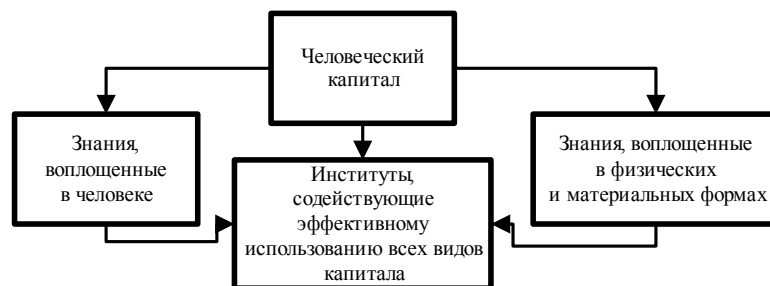 Человеческий
капитал
Знания,
воплощенные
в человеке
Институты,
содействующие
эффективному
использованию всех видов
капитала
Знания, воплощенные
в физических
и материальных формах